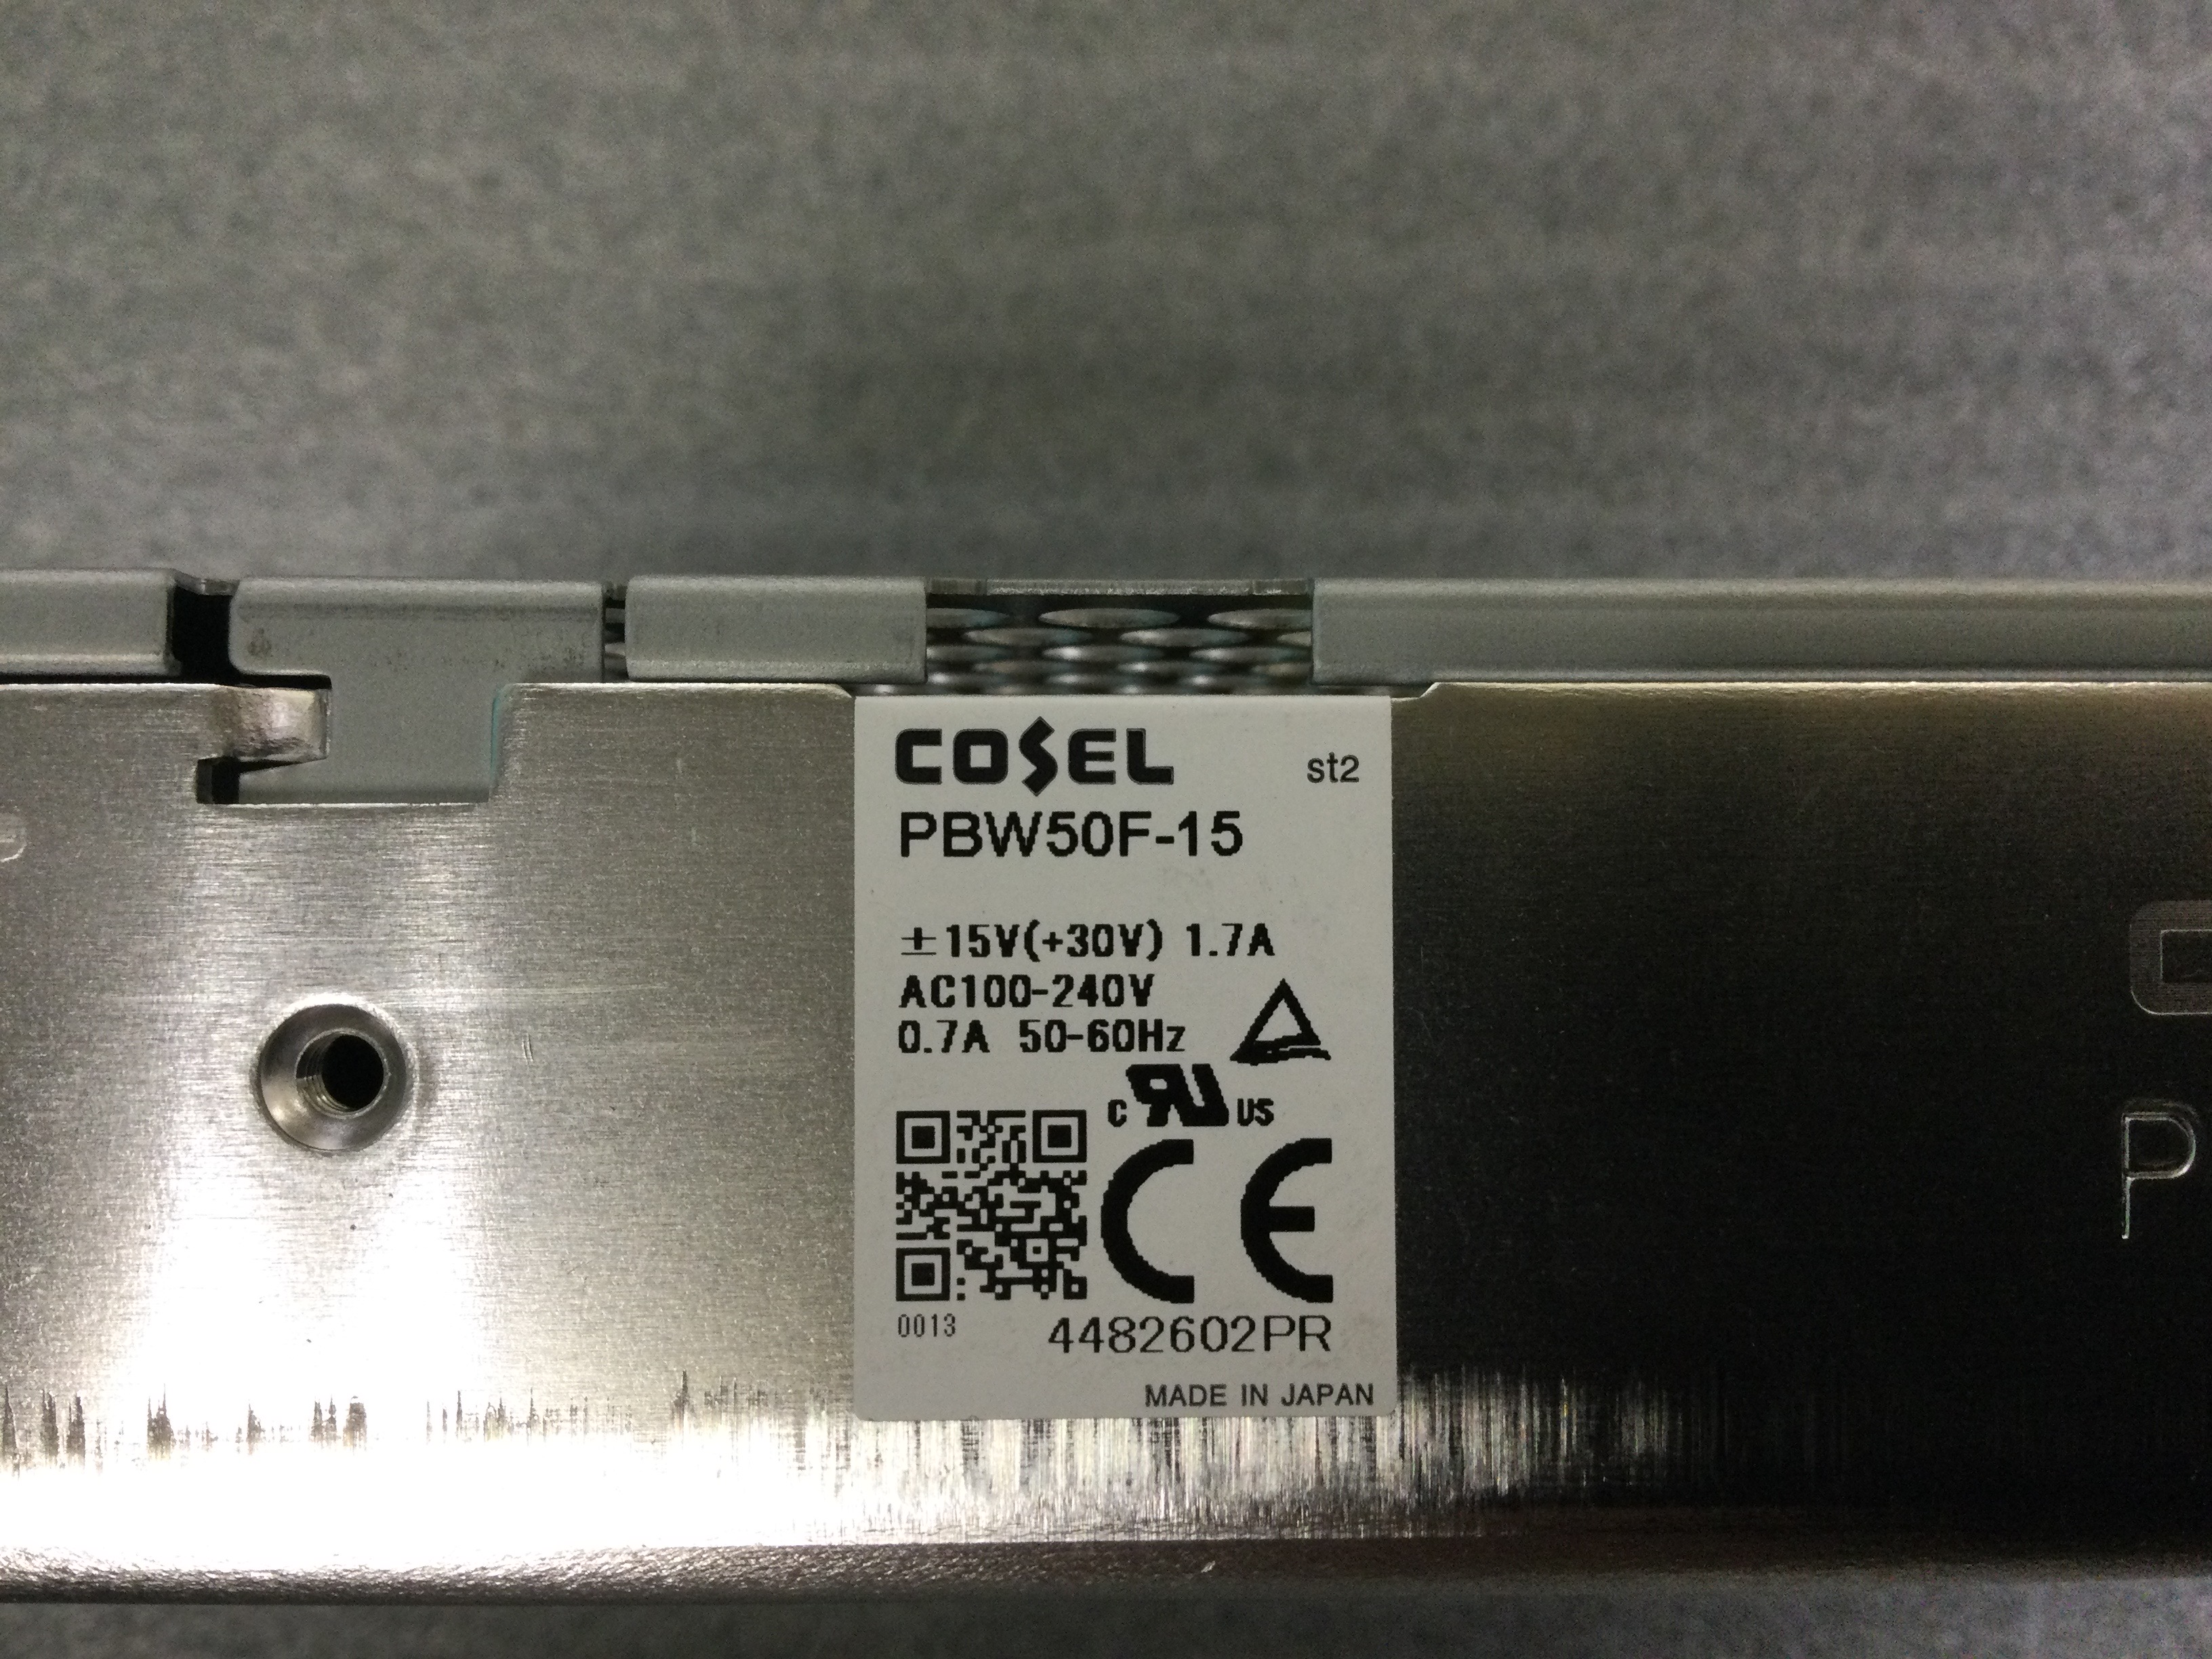 COSEL
st2
PBW50F-15
±15V(+30V) 1.7A
AC100-240V
0.7A 50-60Hz
c RU US
CE
0013
4482602PR
MADE IN JAPAN
P